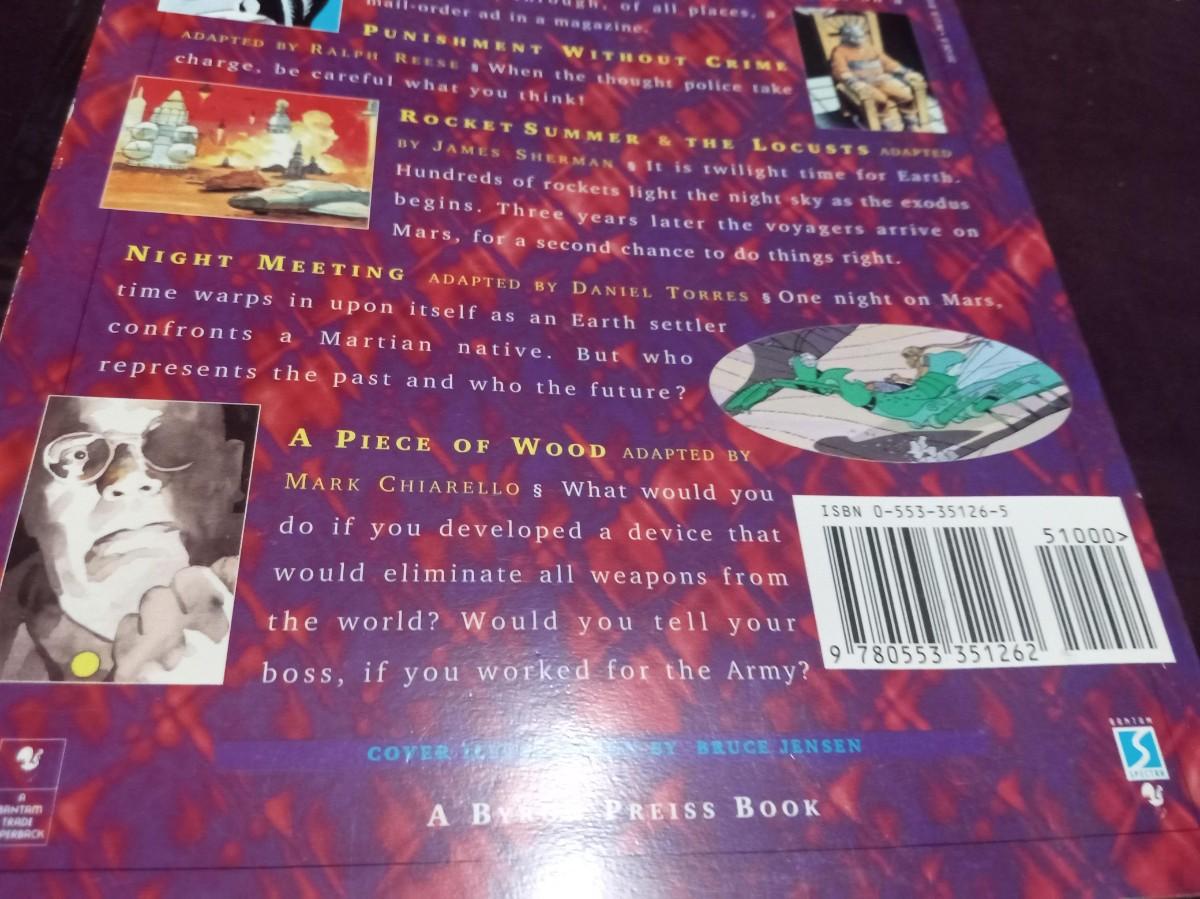 of all places, a
mail-order ad in a magazine.
PUNISHMENT WITHOUT CRIME
ADAPTED BY RALPH REESE § When the thought police take
charge, be careful what you think!
ROCKET SUMMER & THE LOCUSTS ADAPTED
BY JAMES SHERMAN § It is twilight time for Earth.
Hundreds of rockets light the night sky as the exodus
begins. Three years later the voyagers arrive on
Mars, for a second chance to do things right.
NIGHT MEETING ADAPTED BY DANIEL TORRES § One night on Mars,
time warps in upon itself as an Earth settler
confronts a Martian native. But who
represents the past and who the future?
A PIECE OF WOOD ADAPTED BY
MARK CHIARELLO § What would you
do if you developed a device that
would eliminate all weapons from
the world? Would you tell your
boss, if you worked for the Army?
ISBN 0-553-35126-5
51000>
9 780553 351262
COVER BY BRUCE JENSEN
A PREISS BOOK
BANTAM
SPECTRA
A
BANTAM
TRADE